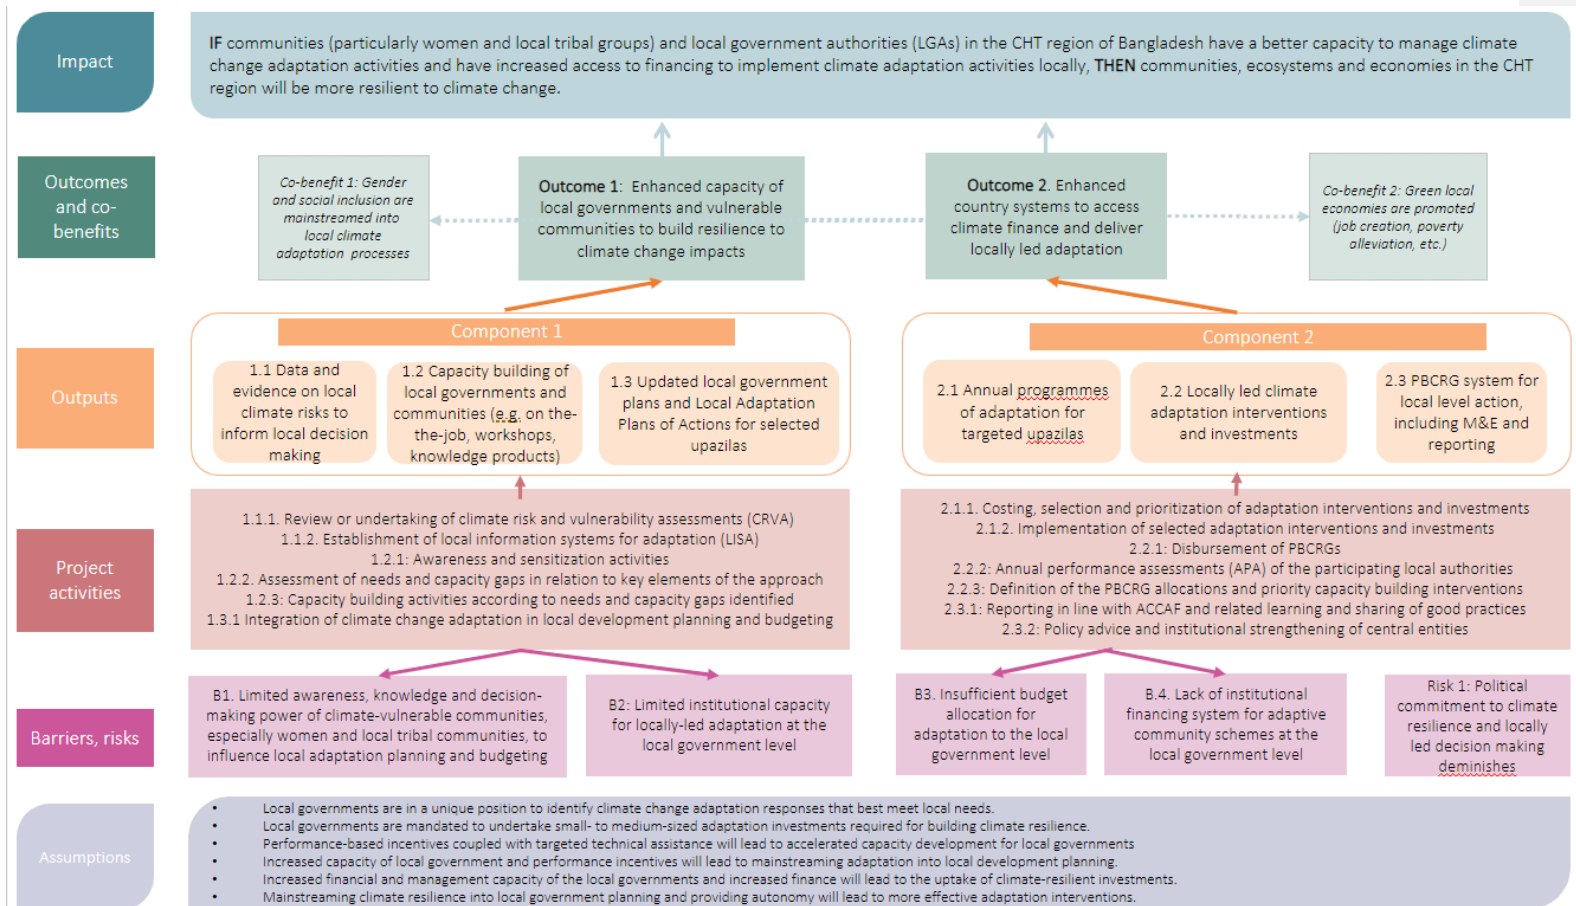 Impact
IF communities (particularly women and local tribal groups) and local government authorities (LGAs) in the CHT region of Bangladesh have a better capacity to manage climate
change adaptation activities and have increased access to financing to implement climate adaptation activities locally, THEN communities, ecosystems and economies in the CHT
region will be more resilient to climate change.
Outcomes
and co-
benefits
Co-benefit 1: Gender
and social inclusion are
mainstreamed into
local climate
adaptation processes
Outcome 1: Enhanced capacity of
local governments and vulnerable
communities to build resilience to
climate change impacts
Outcome 2. Enhanced
country systems to access
climate finance and deliver
locally led adaptation
Co-benefit 2: Green local
economies are promoted
(job creation, poverty
alleviation, etc.)
Outputs
Component 1
1.1 Data and
evidence on local
climate risks to
inform local decision
making
1.2 Capacity building of
local governments and
communities (e.g. on the-
the-job, workshops,
knowledge products)
1.3 Updated local government
plans and Local Adaptation
Plans of Actions for selected
upazilas
Component 2
2.1 Annual programmes
of adaptation for
targeted upazilas
2.2 Locally led climate
adaptation interventions
and investments
2.3 PBCRG system for
local level action,
including M&E and
reporting
Project
activities
1.1.1. Review or undertaking of climate risk and vulnerability assessments (CRVA)
1.1.2. Establishment of local information systems for adaptation (LISA)
1.2.1: Awareness and sensitization activities
1.2.2. Assessment of needs and capacity gaps in relation to key elements of the approach
1.2.3: Capacity building activities according to needs and capacity gaps identified
1.3.1 Integration of climate change adaptation in local development planning and budgeting
2.1.1. Costing, selection and prioritization of adaptation interventions and investments
2.1.2. Implementation of selected adaptation interventions and investments
2.2.1: Disbursement of PBCRGs
2.2.2: Annual performance assessments (APA) of the participating local authorities
2.2.3: Definition of the PBCRG allocations and priority capacity building interventions
2.3.1: Reporting in line with ACCAF and related learning and sharing of good practices
2.3.2: Policy advice and institutional strengthening of central entities
Barriers, risks
B1. Limited awareness, knowledge and decision-
making power of climate-vulnerable communities,
especially women and local tribal communities, to
influence local adaptation planning and budgeting
B2: Limited institutional capacity
for locally-led adaptation at the
local government level
B3. Insufficient budget
allocation for
adaptation to the local
government level
B.4. Lack of institutional
financing system for adaptive
community schemes at the
local government level
Risk 1: Political
commitment to climate
resilience and locally
led decision making
deminishes
Assumptions
• Local governments are in a unique position to identify climate change adaptation responses that best meet local needs.
• Local governments are mandated to undertake small- to medium-sized adaptation investments required for building climate resilience.
• Performance-based incentives coupled with targeted technical assistance will lead to accelerated capacity development for local governments
• Increased capacity of local government and performance incentives will lead to mainstreaming adaptation into local development planning.
• Increased financial and management capacity of the local governments and increased finance will lead to the uptake of climate-resilient investments.
• Mainstreaming climate resilience into local government planning and providing autonomy will lead to more effective adaptation interventions.